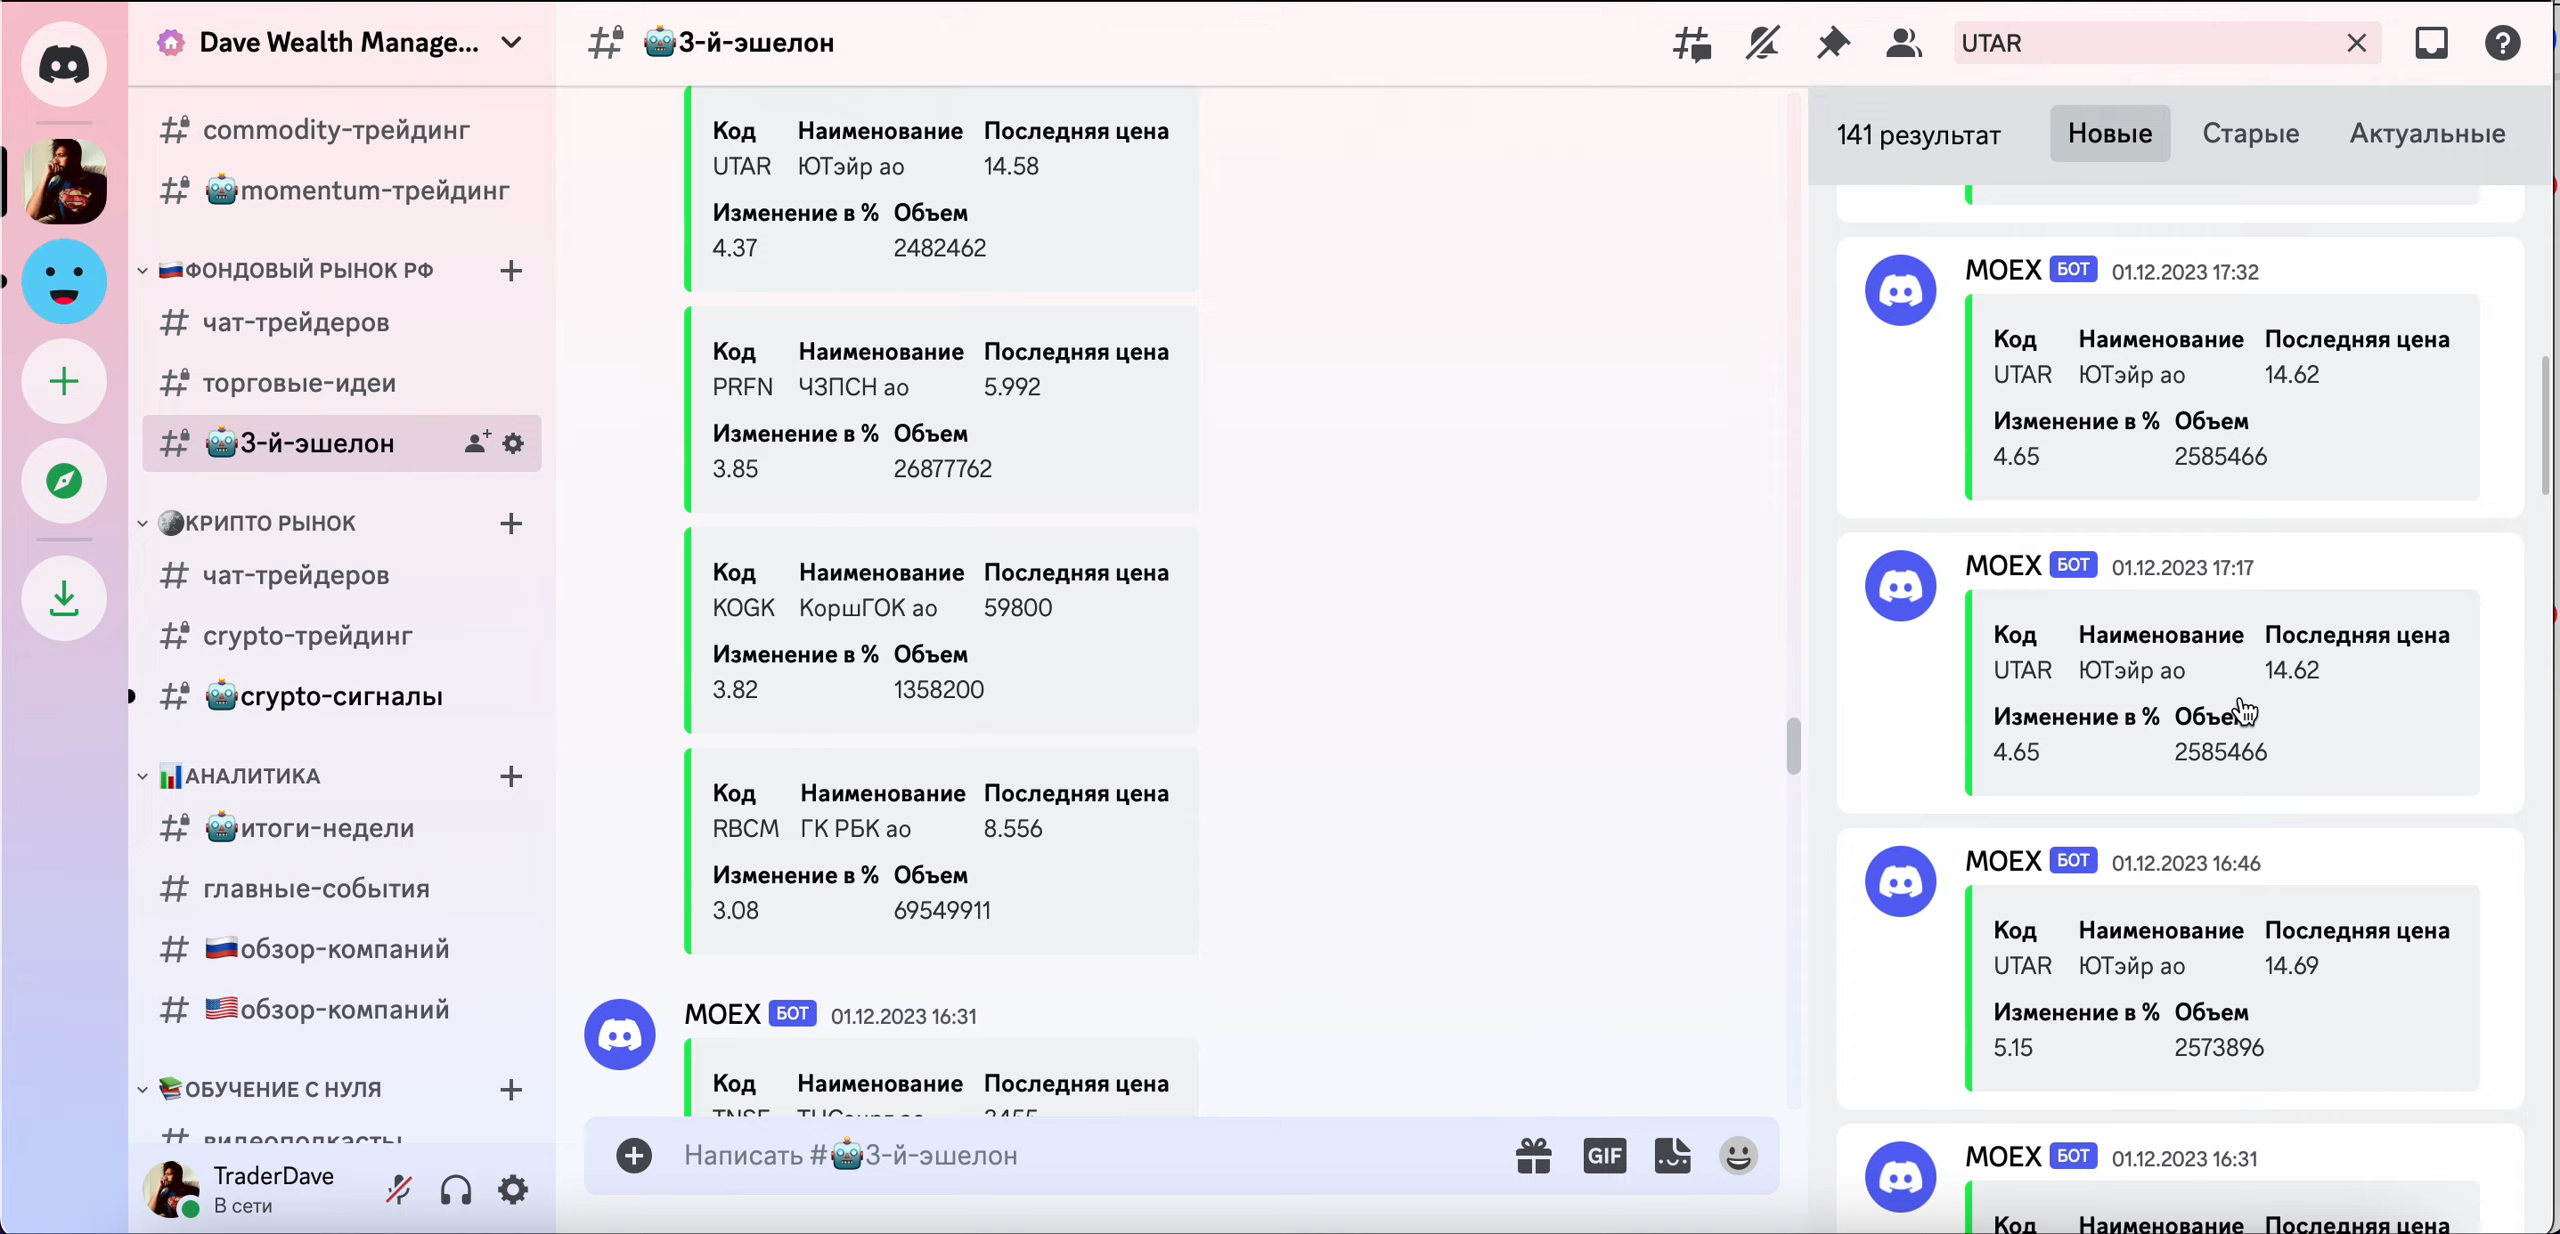 Dave Wealth Manage...
commodity-трейдинг
momentum-трейдинг
ФОНДОВЫЙ РЫНОК РФ
чат-трейдеров
торговые-идеи
3-й-эшелон
КРИПТО РЫНОК
чат-трейдеров
crypto-трейдинг
crypto-сигналы
АНАЛИТИКА
итоги-недели
главные-события
обзор-компаний
обзор-компаний
ОБУЧЕНИЕ С НУЛЯ
видеоподкасты
TraderDave
В сети
3-й-эшелон
Код Наименование Последняя цена
UTAR ЮТэйр ао 14.58
Изменение в % Объем
4.37 2482462
Код Наименование Последняя цена
PRFN ЧЗПСН ао 5.992
Изменение в % Объем
3.85 26877762
Код Наименование Последняя цена
KOGK КоршГОК ао 59800
Изменение в % Объем
3.82 1358200
Код Наименование Последняя цена
RBCM ГК РБК ао 8.556
Изменение в % Объем
3.08 69549911
MOEX БОТ 01.12.2023 16:31
Код Наименование Последняя цена
Написать #3-й-эшелон
GIF
UTAR
141 результат Новые Старые Актуальные
MOEX БОТ 01.12.2023 17:32
Код Наименование Последняя цена
UTAR ЮТэйр ао 14.62
Изменение в % Объем
4.65 2585466
MOEX БОТ 01.12.2023 17:17
Код Наименование Последняя цена
UTAR ЮТэйр ао 14.62
Изменение в % Объем
4.65 2585466
MOEX БОТ 01.12.2023 16:46
Код Наименование Последняя цена
UTAR ЮТэйр ао 14.69
Изменение в % Объем
5.15 2573896
MOEX БОТ 01.12.2023 16:31
Код Наименование Последняя цена